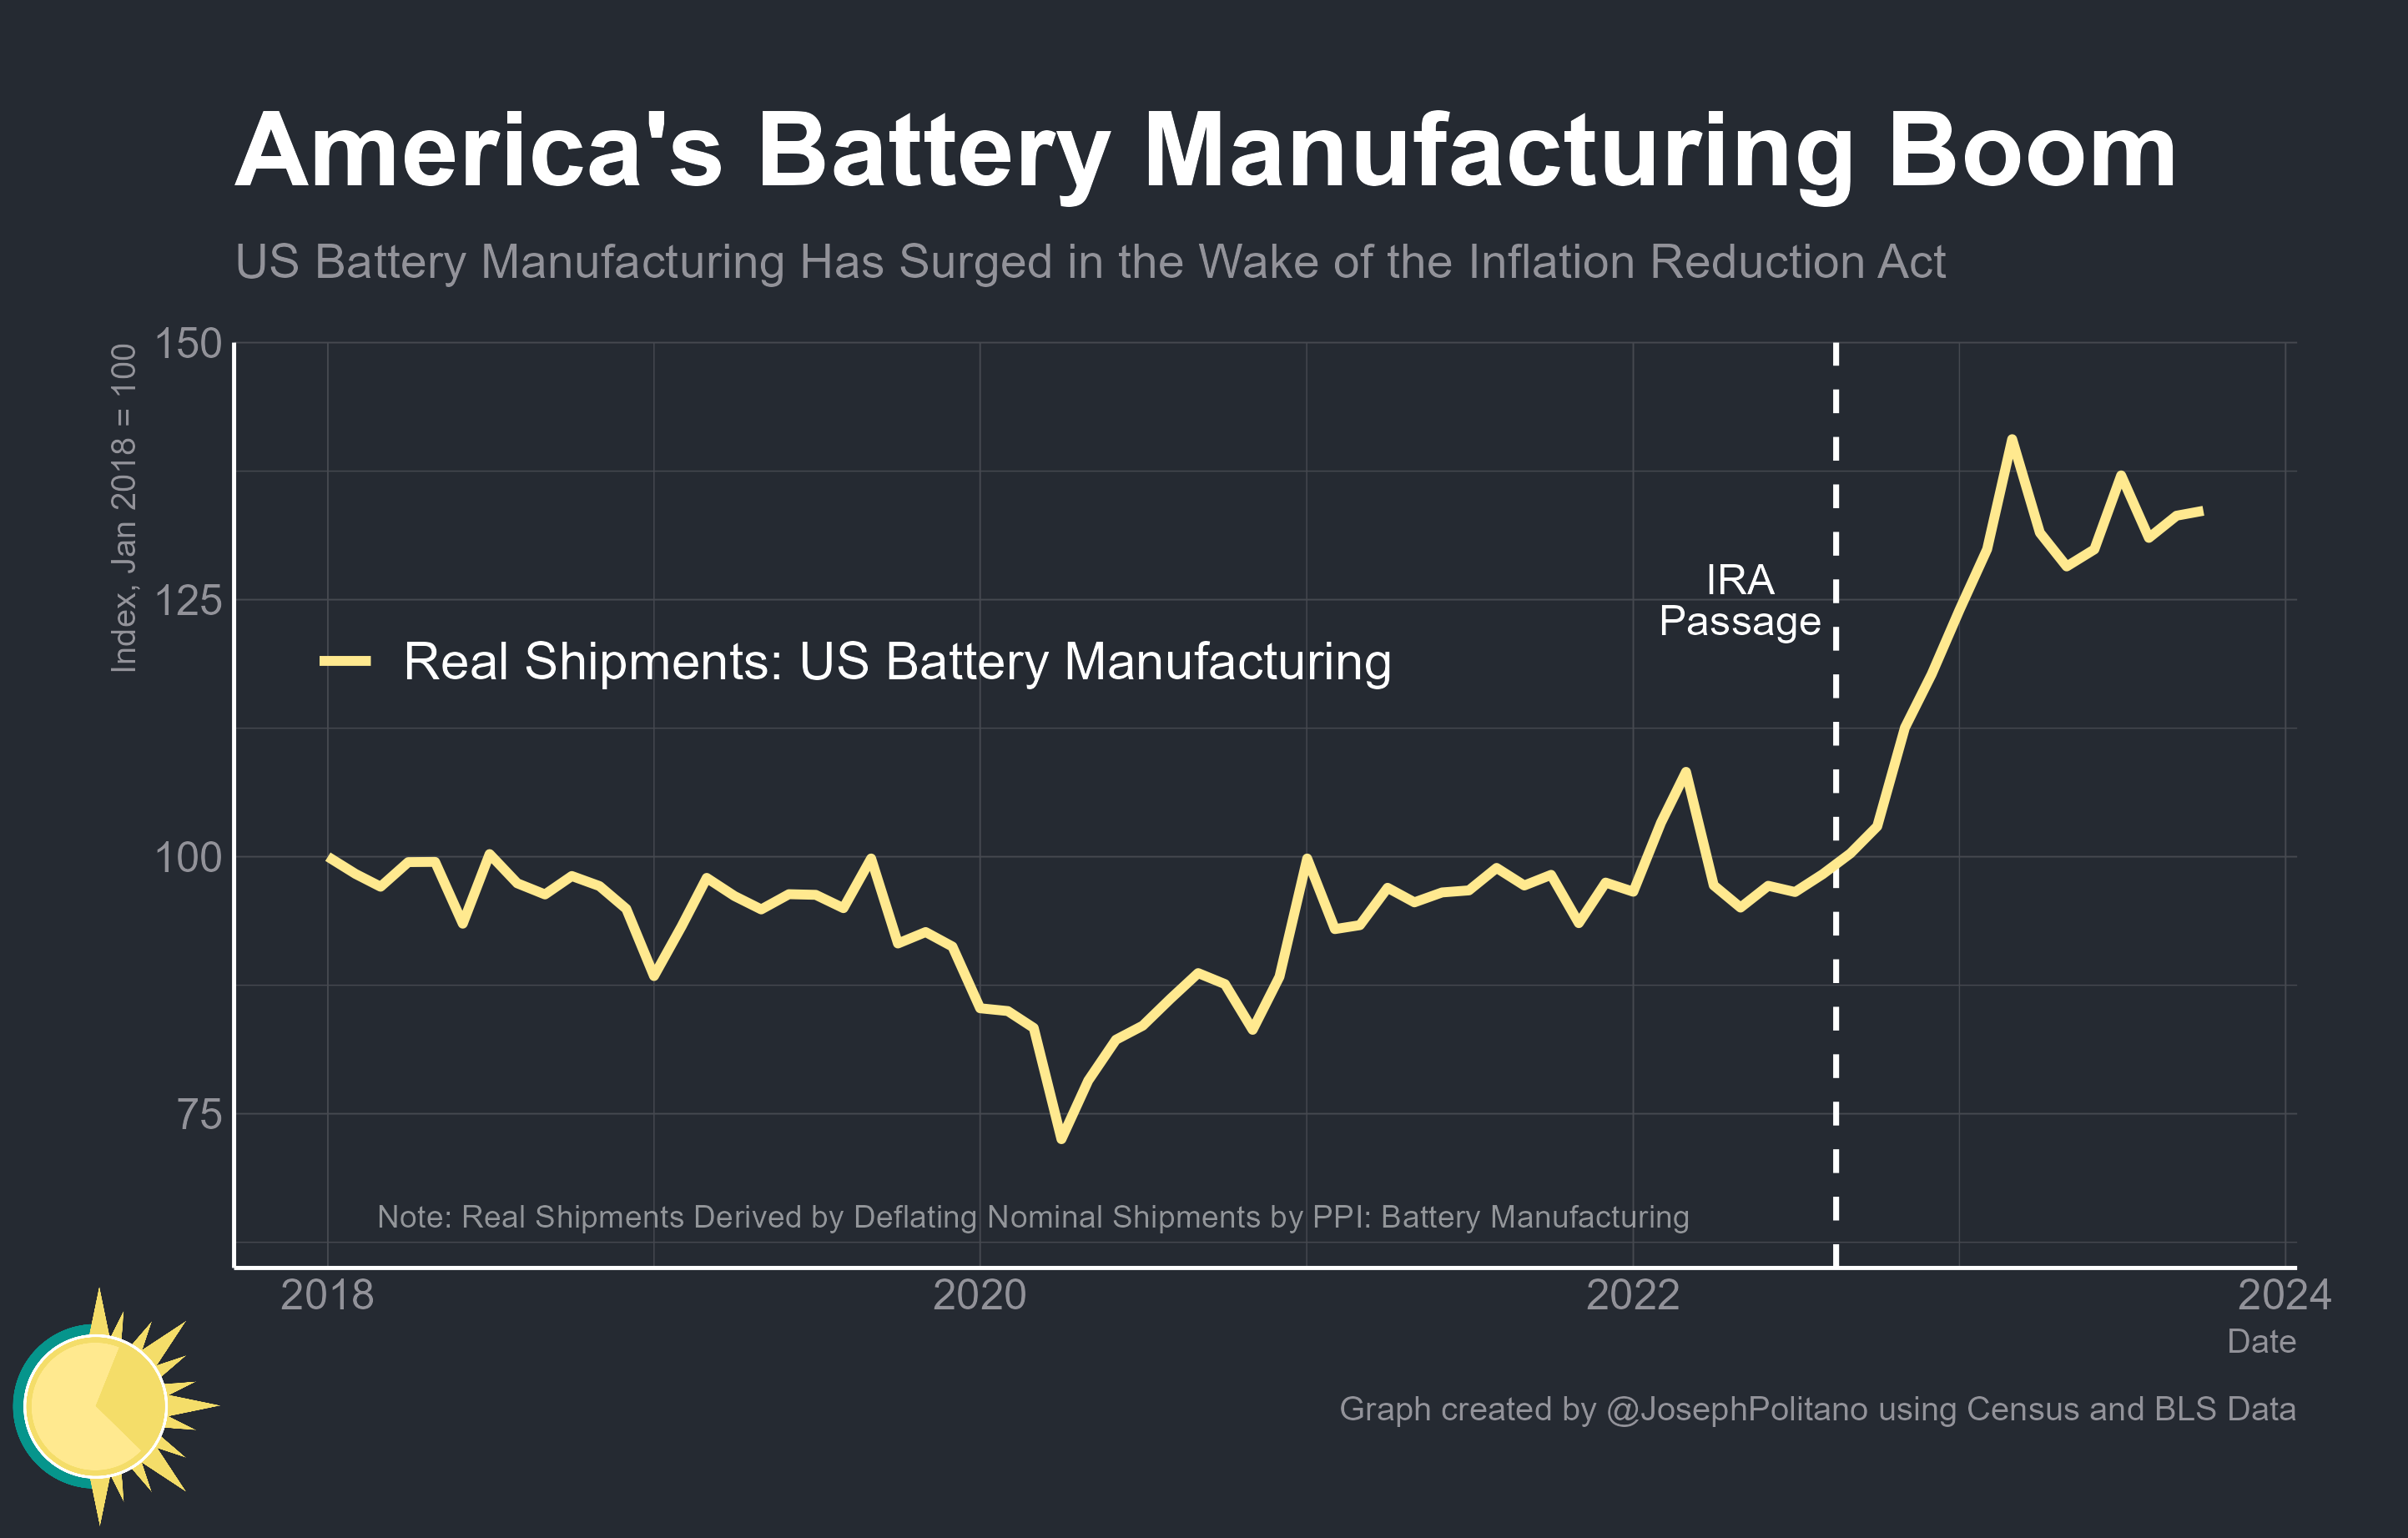 America's Battery Manufacturing Boom
US Battery Manufacturing Has Surged in the Wake of the Inflation Reduction Act
Index, Jan 2018 = 100
150
125
100
75
IRA
Passage
Real Shipments: US Battery Manufacturing
Note: Real Shipments Derived by Deflating Nominal Shipments by PPI: Battery Manufacturing
2018 2020 2022 2024
Date
Graph created by @JosephPolitano using Census and BLS Data